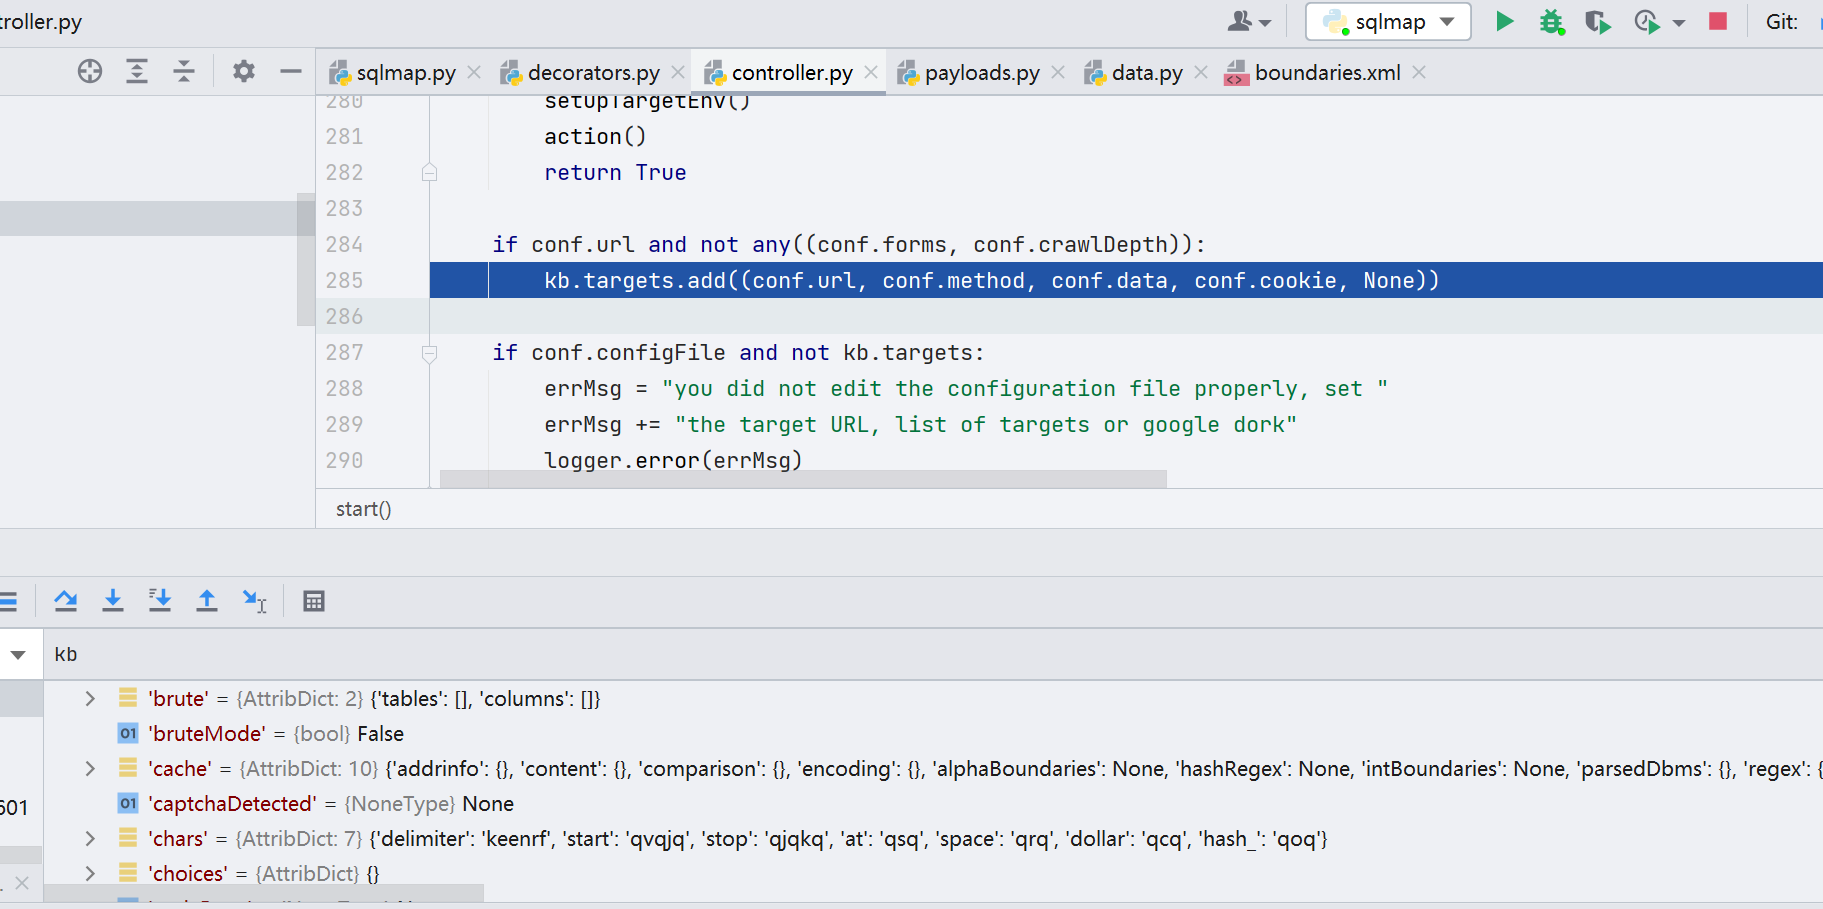 troller.py
sqlmap
Git:
sqlmap.py
decorators.py
controller.py
payloads.py
data.py
boundaries.xml
280 setupTargetEnv()
281 action()
282 return True
283
284 if conf.url and not any((conf.forms, conf.crawlDepth)):
285 kb.targets.add((conf.url, conf.method, conf.data, conf.cookie, None))
286
287 if conf.configFile and not kb.targets:
288 errMsg = "you did not edit the configuration file properly, set "
289 errMsg += "the target URL, list of targets or google dork"
290 logger.error(errMsg)
start()
kb
'brute' = {AttribDict: 2} {'tables': [], 'columns': []}
01 'bruteMode' = {bool} False
'cache' = {AttribDict: 10} {'addrinfo': {}, 'content': {}, 'comparison': {}, 'encoding': {}, 'alphaBoundaries': None, 'hashRegex': None, 'intBoundaries': None, 'parsedDbms': {}, 'regex': {
601
01 'captchaDetected' = {NoneType} None
'chars' = {AttribDict: 7} {'delimiter': 'keenrf', 'start': 'qvqjq', 'stop': 'qjqkq', 'at': 'qsq', 'space': 'qrq', 'dollar': 'qcq', 'hash_': 'qoq'}
'choices' = {AttribDict} {}